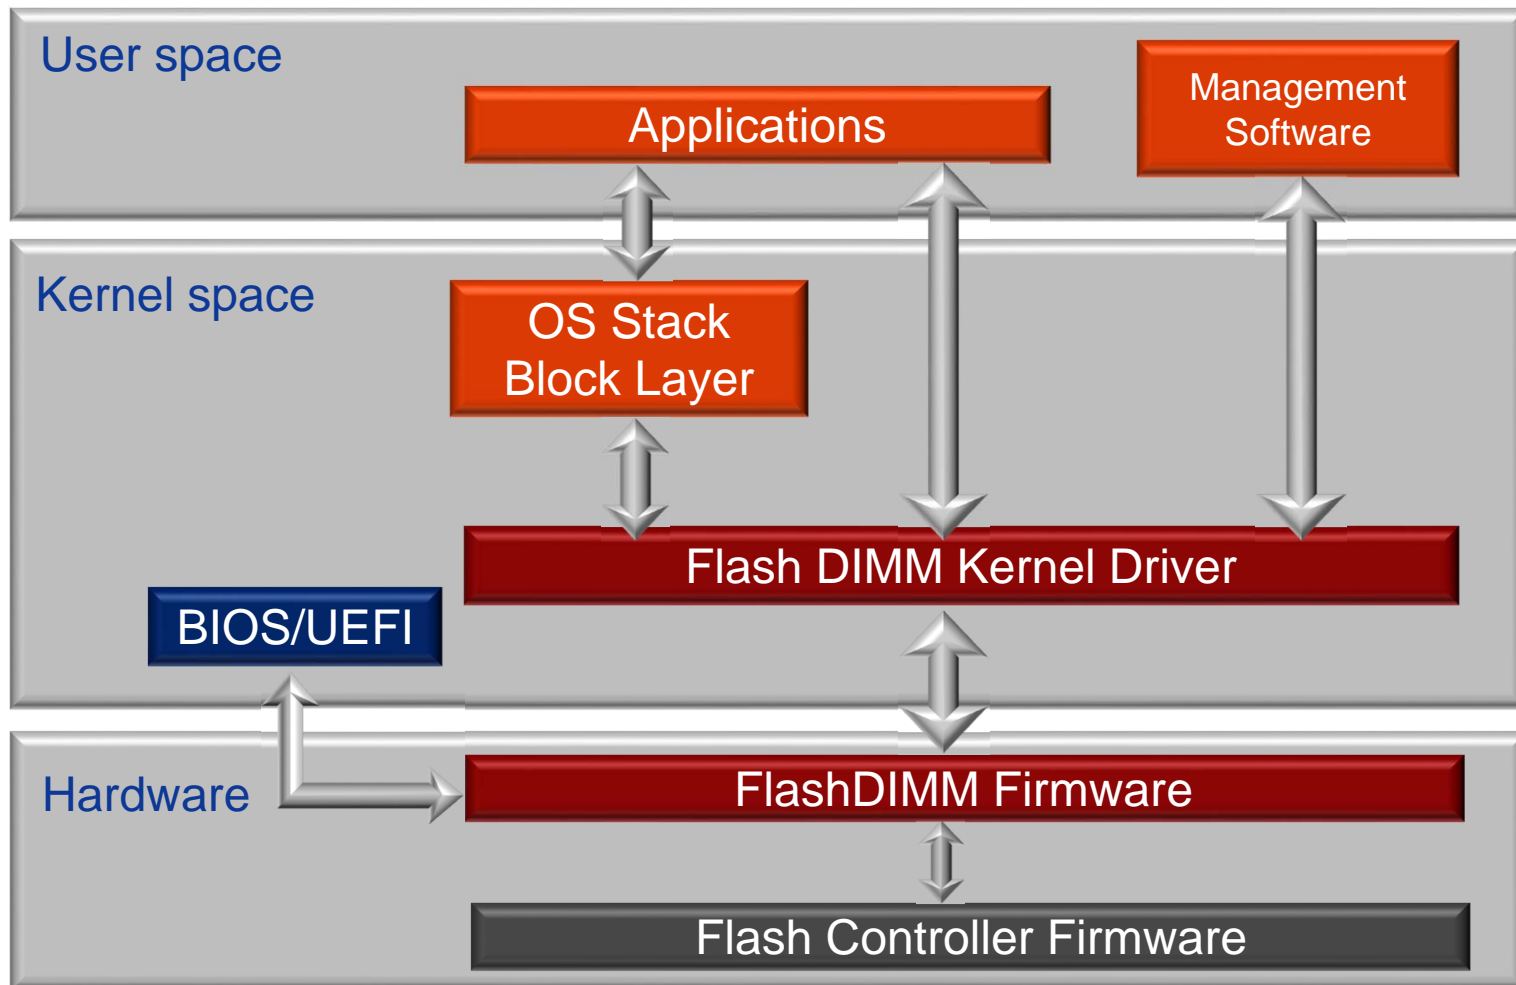 User space
Management
Software
Applications
Kernel space
OS Stack
Block Layer
Flash DIMM Kernel Driver
BIOS/UEFI
Hardware
FlashDIMM Firmware
Flash Controller Firmware